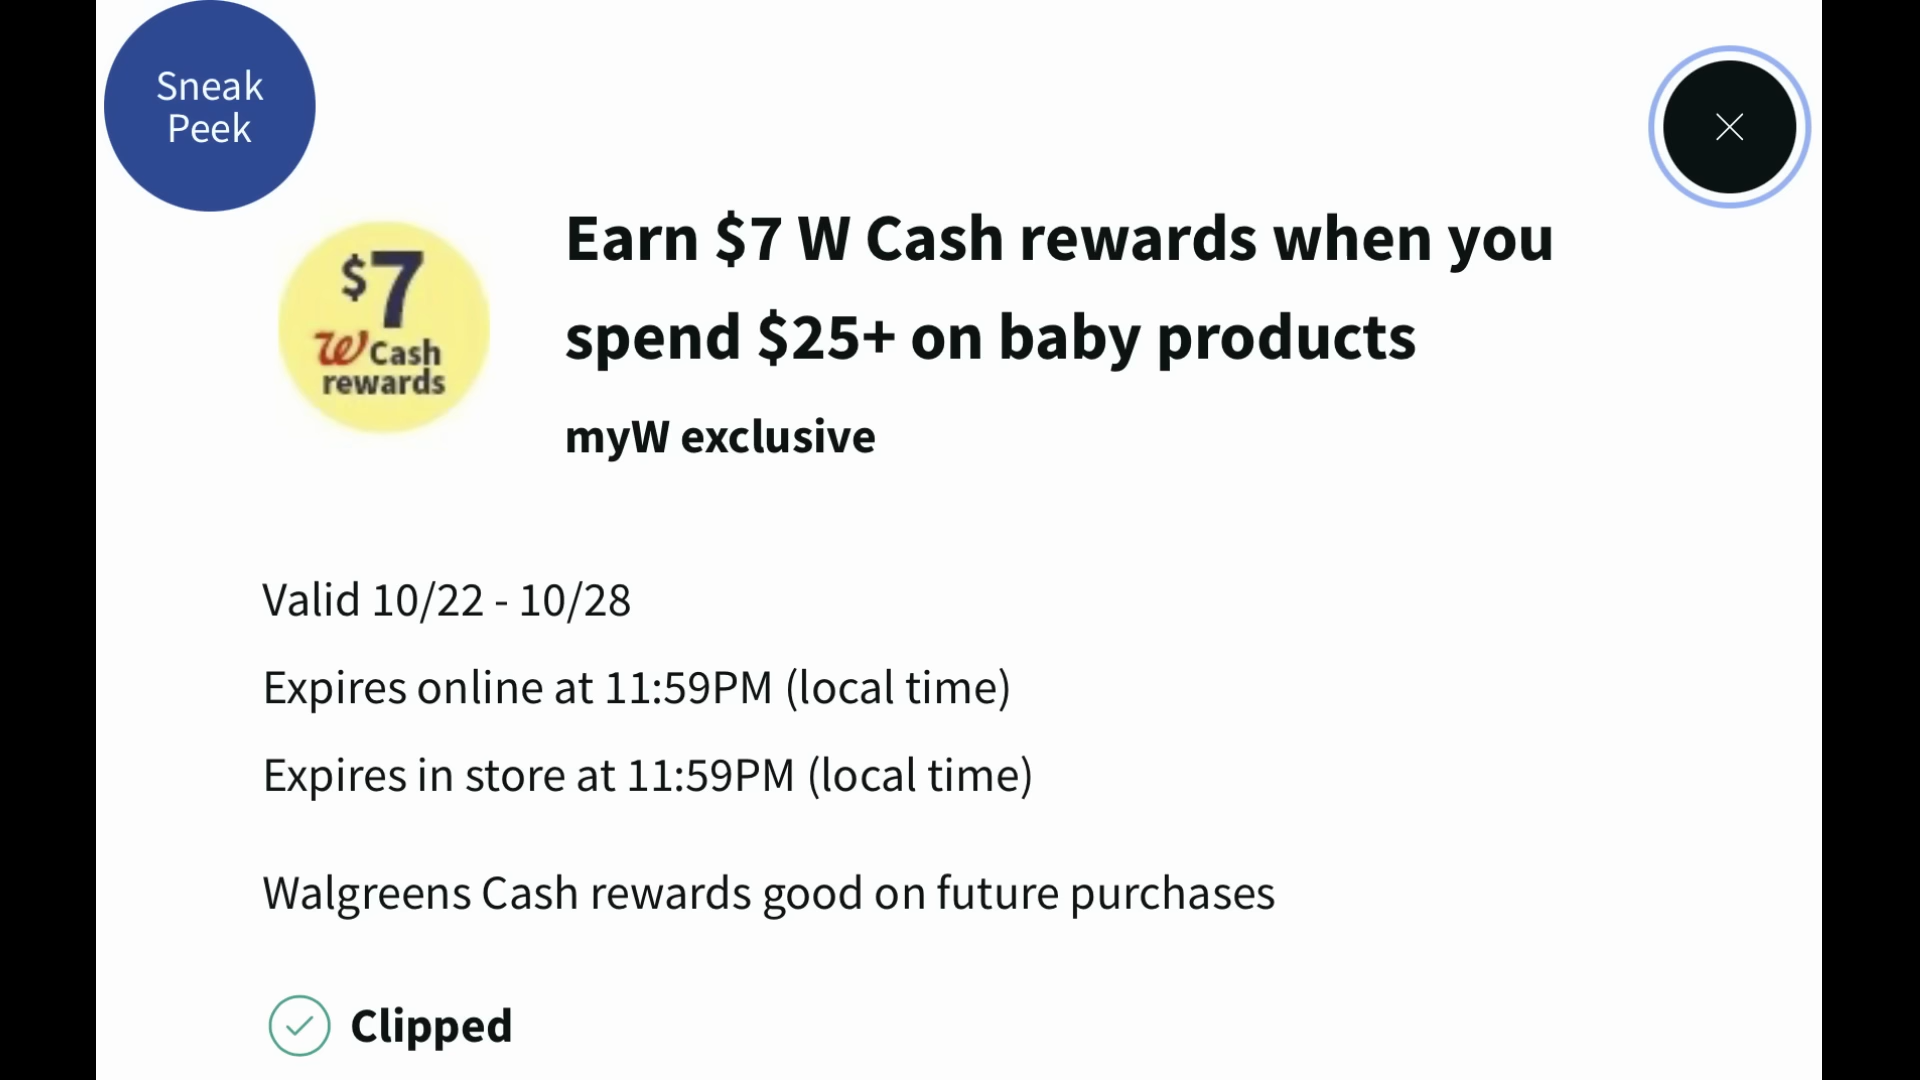 Sneak
Peek
$7
W Cash
rewards
Earn $7 W Cash rewards when you
spend $25+ on baby products
myW exclusive
Valid 10/22 - 10/28
Expires online at 11:59PM (local time)
Expires in store at 11:59PM (local time)
Walgreens Cash rewards good on future purchases
Clipped